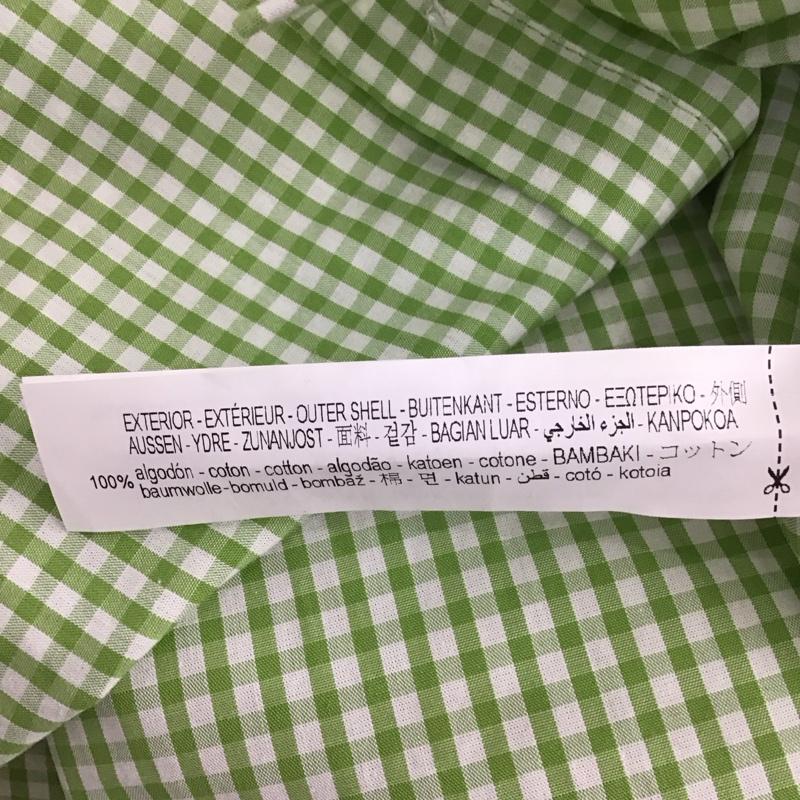 EXTERIOR - EXTÉRIEUR - OUTER SHELL - BUITENKANT - ESTERNO - ΕΞΩΤΕΡΙΚΟ - 外側
AUSSEN - YDRE - ZUNANJOST - 面料 - 겉감 - BAGIAN LUAR - الجزء الخارجي - KANPOKOA
100% algodón - coton - cotton - algodão - katoen - cotone - BAMBAKI - コットン
baumwolle-bomuld - bombaž - 棉 - 면 - katun - قطن - cotó - kotoia